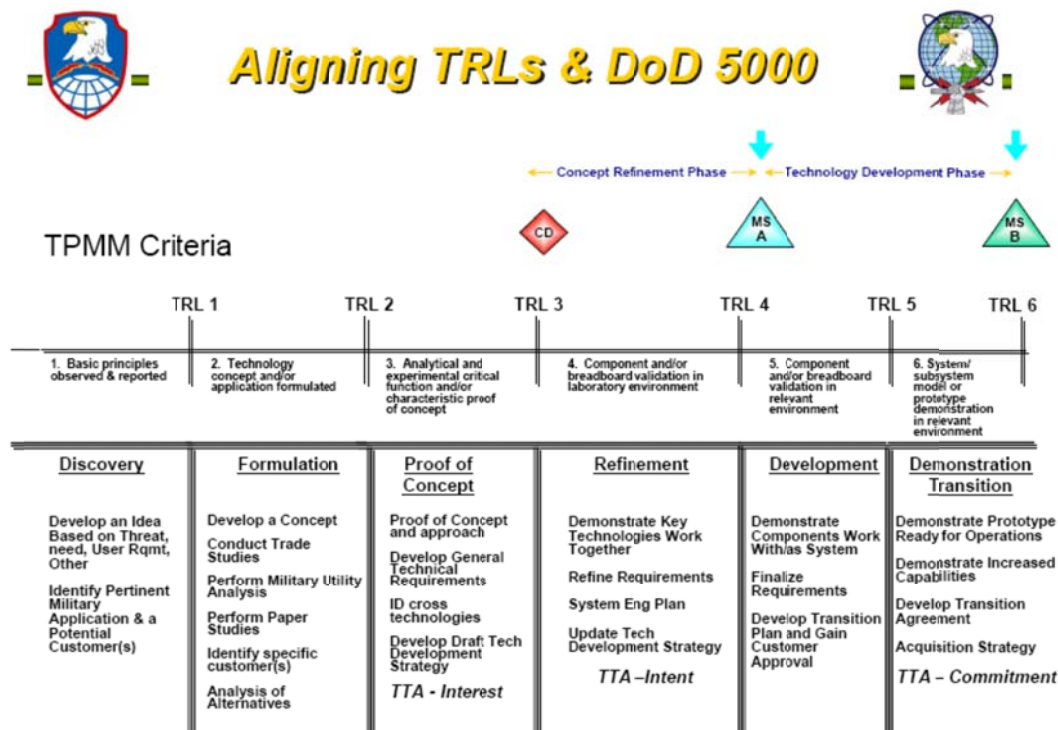 Aligning TRLs & DoD 5000
Concept Refinement Phase
Technology Development Phase
CD
MS
A
MS
B
TPMM Criteria
TRL 1
TRL 2
TRL 3
TRL 4
TRL 5
TRL 6
1. Basic principles
observed & reported
2. Technology
concept and/or
application formulated
3. Analytical and
experimental critical
function and/or
characteristic proof
of concept
4. Component and/or
breadboard validation in
laboratory environment
5. Component
and/or breadboard
validation in
relevant
environment
6. System/
subsystem
model or
prototype
demonstration
in relevant
environment
Discovery
Develop an Idea
Based on Threat,
need, User Rqmt,
Other
Identify Pertinent
Military
Application & a
Potential
Customer(s)
Formulation
Develop a Concept
Conduct Trade
Studies
Perform Military Utility
Analysis
Perform Paper
Studies
Identify specific
customer(s)
Analysis of
Alternatives
Proof of
Concept
Proof of Concept
and approach
Develop General
Technical
Requirements
ID cross
technologies
Develop Draft Tech
Development
Strategy
TTA - Interest
Refinement
Demonstrate Key
Technologies Work
Together
Refine Requirements
System Eng Plan
Update Tech
Development Strategy
TTA –Intent
Development
Demonstrate
Components Work
With/as System
Finalize
Requirements
Develop Transition
Plan and Gain
Customer
Approval
Demonstration
Transition
Demonstrate Prototype
Ready for Operations
Demonstrate Increased
Capabilities
Develop Transition
Agreement
Acquisition Strategy
TTA – Commitment